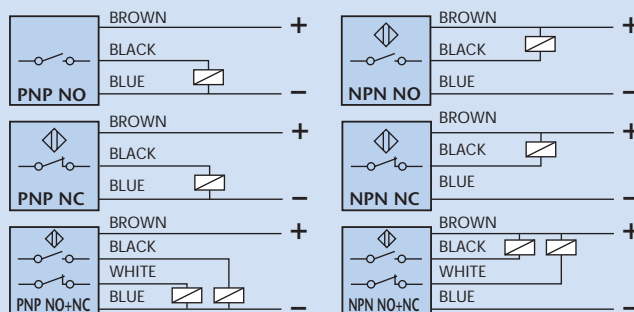 BROWN +
BLACK
BLUE
PNP NO −
BROWN +
BLACK
BLUE
NPN NO −
BROWN +
BLACK
BLUE
PNP NC −
BROWN +
BLACK
BLUE
NPN NC −
BROWN +
BLACK
WHITE
BLUE
PNP NO+NC −
BROWN +
BLACK
WHITE
BLUE
NPN NO+NC −